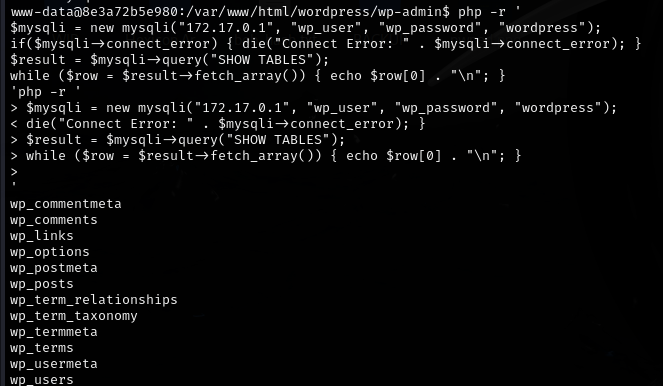 www-data@8e3a72b5e980:/var/www/html/wordpress/wp-admin$ php -r '
$mysqli = new mysqli("172.17.0.1", "wp_user", "wp_password", "wordpress");
if($mysqli→connect_error) { die("Connect Error: " . $mysqli→connect_error); }
$result = $mysqli→query("SHOW TABLES");
while ($row = $result→fetch_array()) { echo $row[0] . "\n"; }
'php -r '
> $mysqli = new mysqli("172.17.0.1", "wp_user", "wp_password", "wordpress");
< die("Connect Error: " . $mysqli→connect_error); }
> $result = $mysqli→query("SHOW TABLES");
> while ($row = $result→fetch_array()) { echo $row[0] . "\n"; }
>
'
wp_commentmeta
wp_comments
wp_links
wp_options
wp_postmeta
wp_posts
wp_term_relationships
wp_term_taxonomy
wp_termmeta
wp_terms
wp_usermeta
wp_users